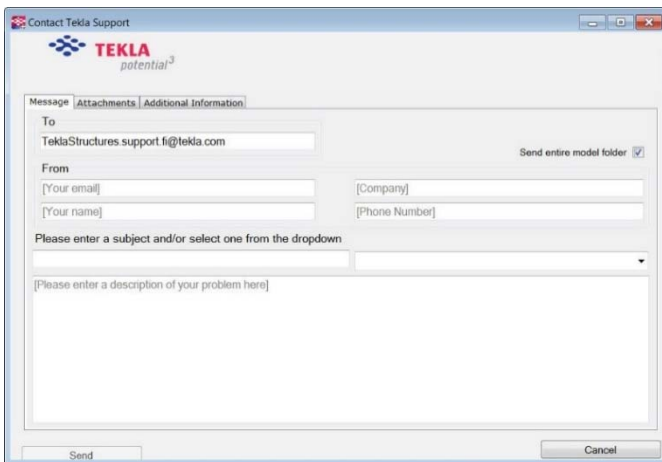 Contact Tekla Support
TEKLA
potential3
Message Attachments Additional Information
To
TeklaStructures.support.fi@tekla.com
Send entire model folder
From
[Your email] [Company]
[Your name] [Phone Number]
Please enter a subject and/or select one from the dropdown
[Please enter a description of your problem here]
Send Cancel